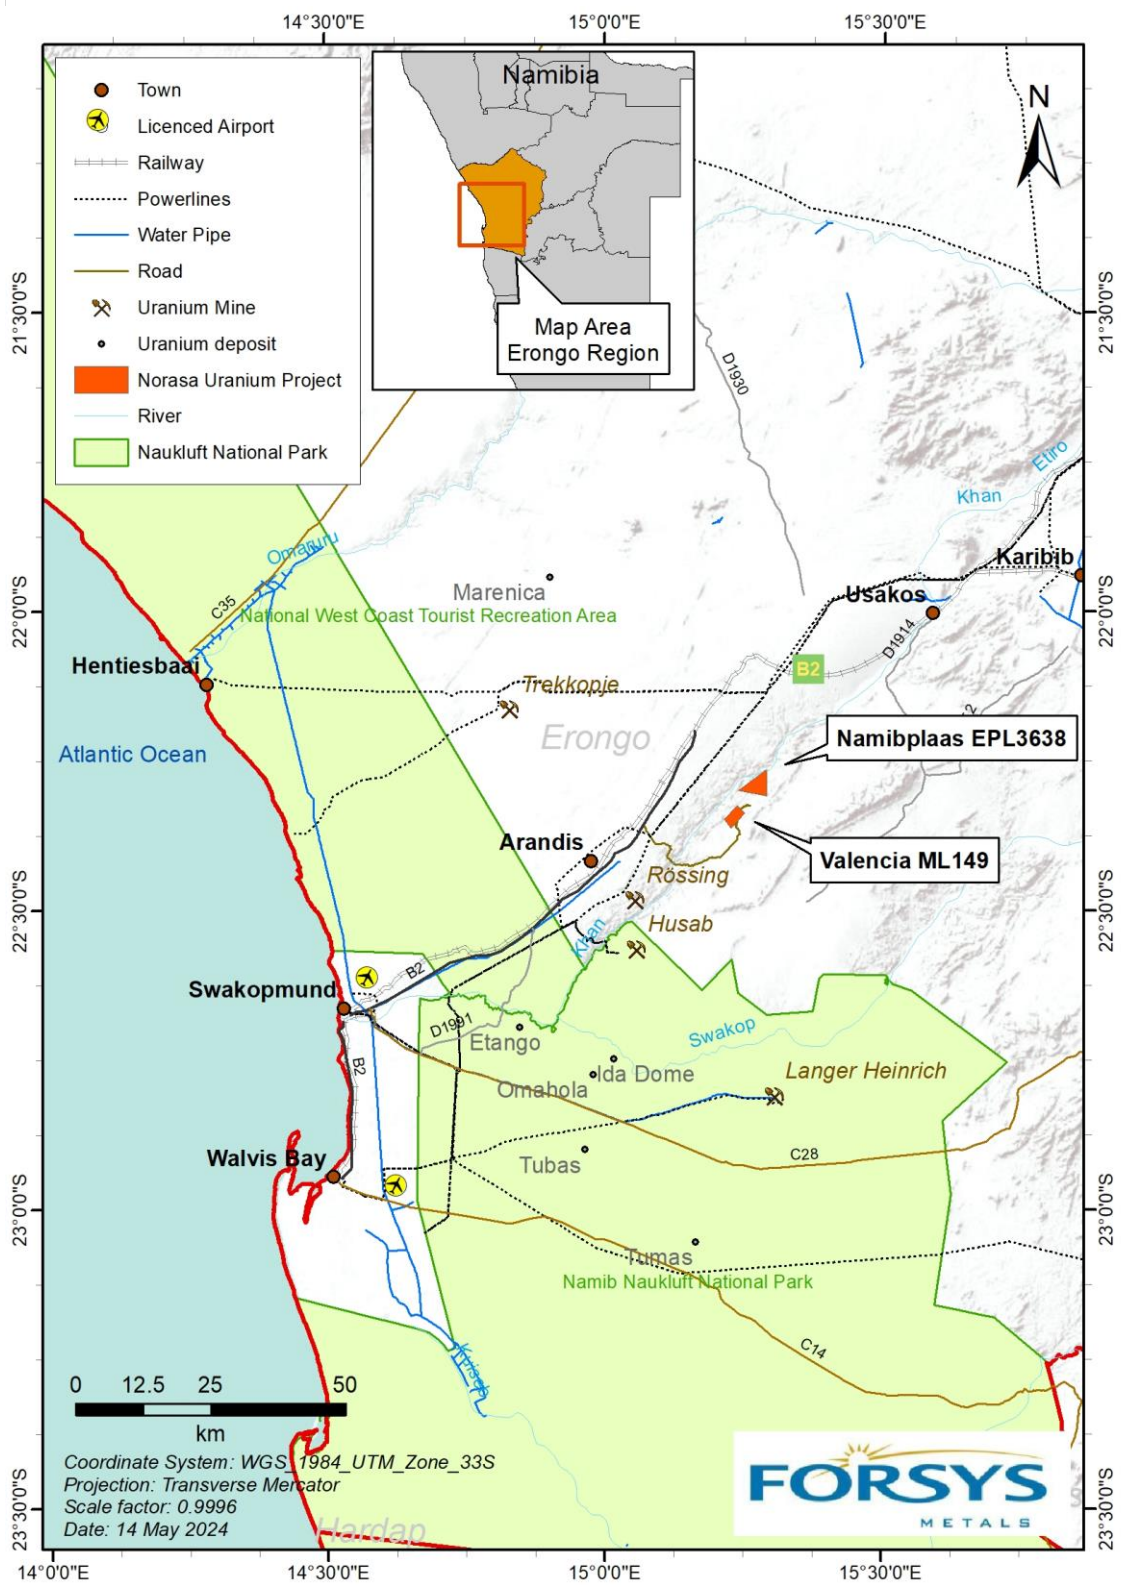 14°30'0"E
15°0'0"E
15°30'0"E
Town
Licenced Airport
Railway
Powerlines
Water Pipe
Road
Uranium Mine
Uranium deposit
Norasa Uranium Project
River
Naukluft National Park
Namibia
Map Area
Erongo Region
N
21°30'0"S
21°30'0"S
D1930
Etiro
Khan
Omaruru
Karibib
Marenica
Usakos
C35
National West Coast Tourist Recreation Area
22°0'0"S
22°0'0"S
D1914
Hentiesbaai
B2
Trekkopje
2
Erongo
Namibplaas EPL3638
Atlantic Ocean
Arandis
Valencia ML149
Rössing
Husab
22°30'0"S
22°30'0"S
Khan
B2
Swakopmund
D1991
Etango
Swakop
B2
Ida Dome
Omahola
Langer Heinrich
Walvis Bay
Tubas
C28
23°0'0"S
23°0'0"S
Tumas
Namib Naukluft National Park
C14
Kuiseb
0 12.5 25 50
km
Coordinate System: WGS_1984_UTM_Zone_33S
Projection: Transverse Mercator
Scale factor: 0.9996
Date: 14 May 2024
Hardap
FORSYS
METALS
23°30'0"S
23°30'0"S
14°0'0"E
14°30'0"E
15°0'0"E
15°30'0"E